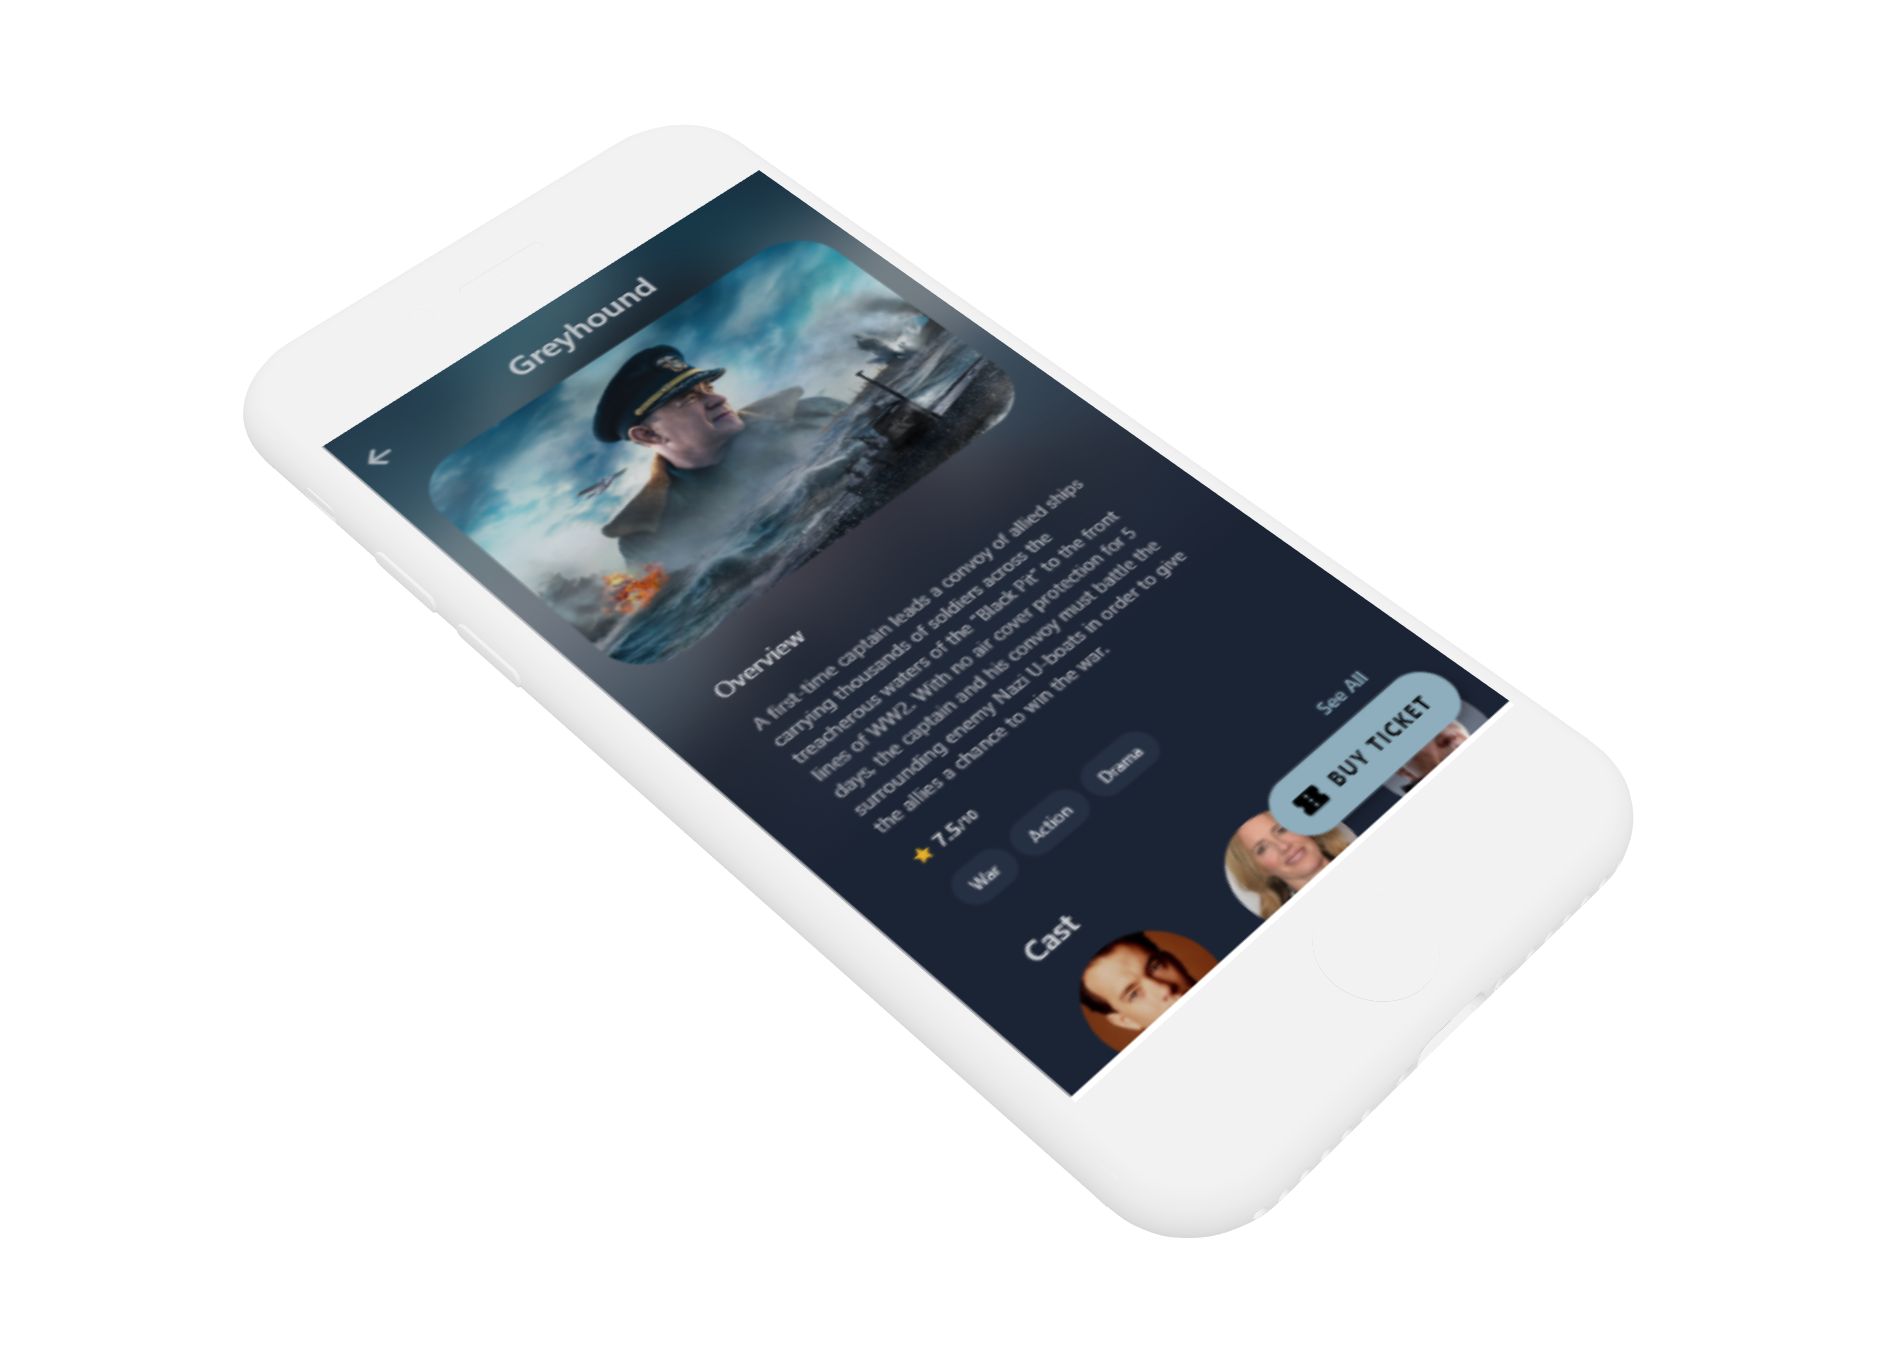 Greyhound
Overview
A first-time captain leads a convoy of allied ships
carrying thousands of soldiers across the
treacherous waters of the "Black Pit" to the front
lines of WW2. With no air cover protection for 5
days, the captain and his convoy must battle the
surrounding enemy Nazi U-boats in order to give
the allies a chance to win the war.
7.5/10
War Action Drama
Cast See All
BUY TICKET